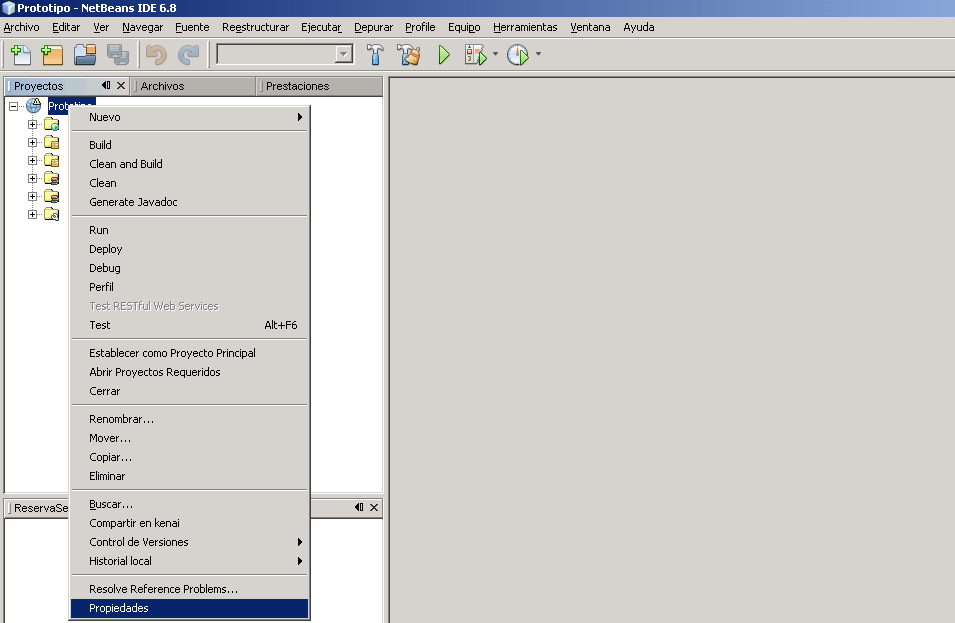 Prototipo - NetBeans IDE 6.8
Archivo Editar Ver Navegar Fuente Reestructurar Ejecutar Depurar Profile Equipo Herramientas Ventana Ayuda
Proyectos Archivos Prestaciones
Prototipo
Nuevo
Build
Clean and Build
Clean
Generate Javadoc
Run
Deploy
Debug
Perfil
Test RESTful Web Services
Test Alt+F6
Establecer como Proyecto Principal
Abrir Proyectos Requeridos
Cerrar
Renombrar...
Mover...
Copiar...
Eliminar
Buscar...
ReservaSe
Compartir en kenai
Control de Versiones
Historial local
Resolve Reference Problems...
Propiedades